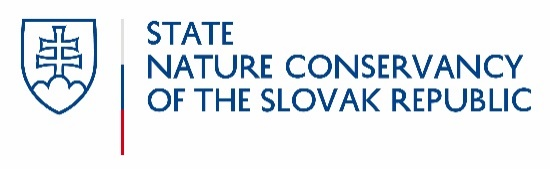 STATE
NATURE CONSERVANCY
OF THE SLOVAK REPUBLIC